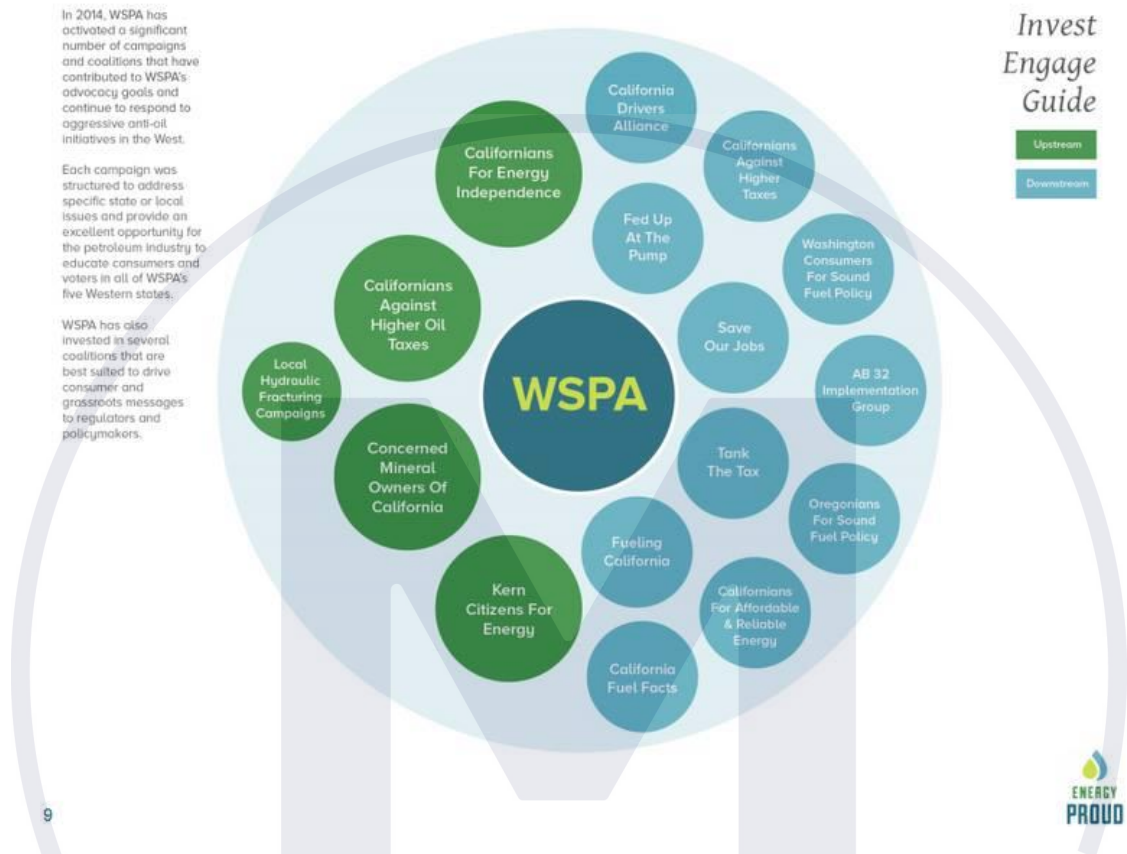 In 2014, WSPA has
activated a significant
number of campaigns
and coalitions that have
contributed to WSPA's
advocacy goals and
continue to respond to
aggressive anti-oil
initiatives in the West.
Each campaign was
structured to address
specific state or local
issues and provide an
excellent opportunity for
the petroleum industry to
educate consumers and
voters in all of WSPA's
five Western states.
WSPA has also
invested in several
coalitions that are
best suited to drive
consumer and
grassroots messages
to regulators and
policymakers.
Invest
Engage
Guide
Upstream
Downstream
California
Drivers
Alliance
Californians
Against
Higher
Taxes
Californians
For Energy
Independence
Fed Up
At The
Pump
Washington
Consumers
For Sound
Fuel Policy
Californians
Against
Higher Oil
Taxes
Save
Our Jobs
Local
Hydraulic
Fracturing
Campaigns
WSPA
AB 32
Implementation
Group
Concerned
Mineral
Owners Of
California
Tank
The Tax
Oregonians
For Sound
Fuel Policy
Fueling
California
Kern
Citizens For
Energy
Californians
For Affordable
& Reliable
Energy
California
Fuel Facts
9
ENERGY
PROUD